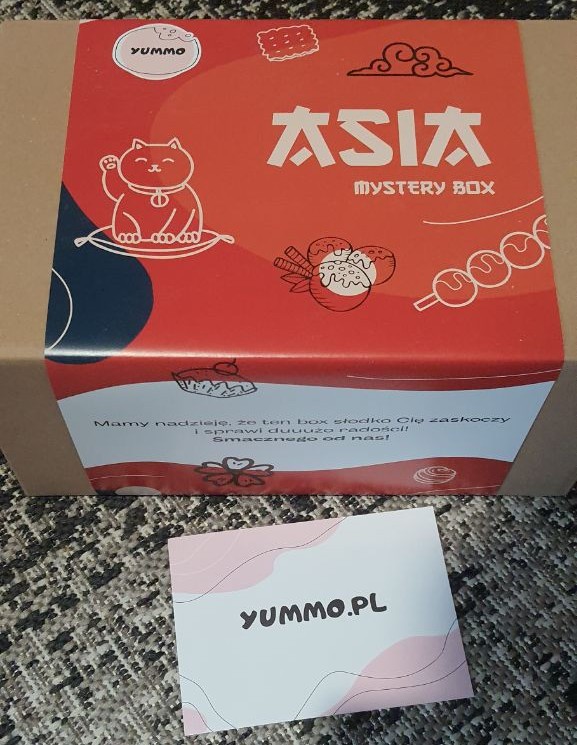 YUMMO
ASIA
MYSTERY BOX
Mamy nadzieję, że ten box słodko Cię zaskoczy
i sprawi duuużo radości!
Smacznego od nas!
YUMMO.PL